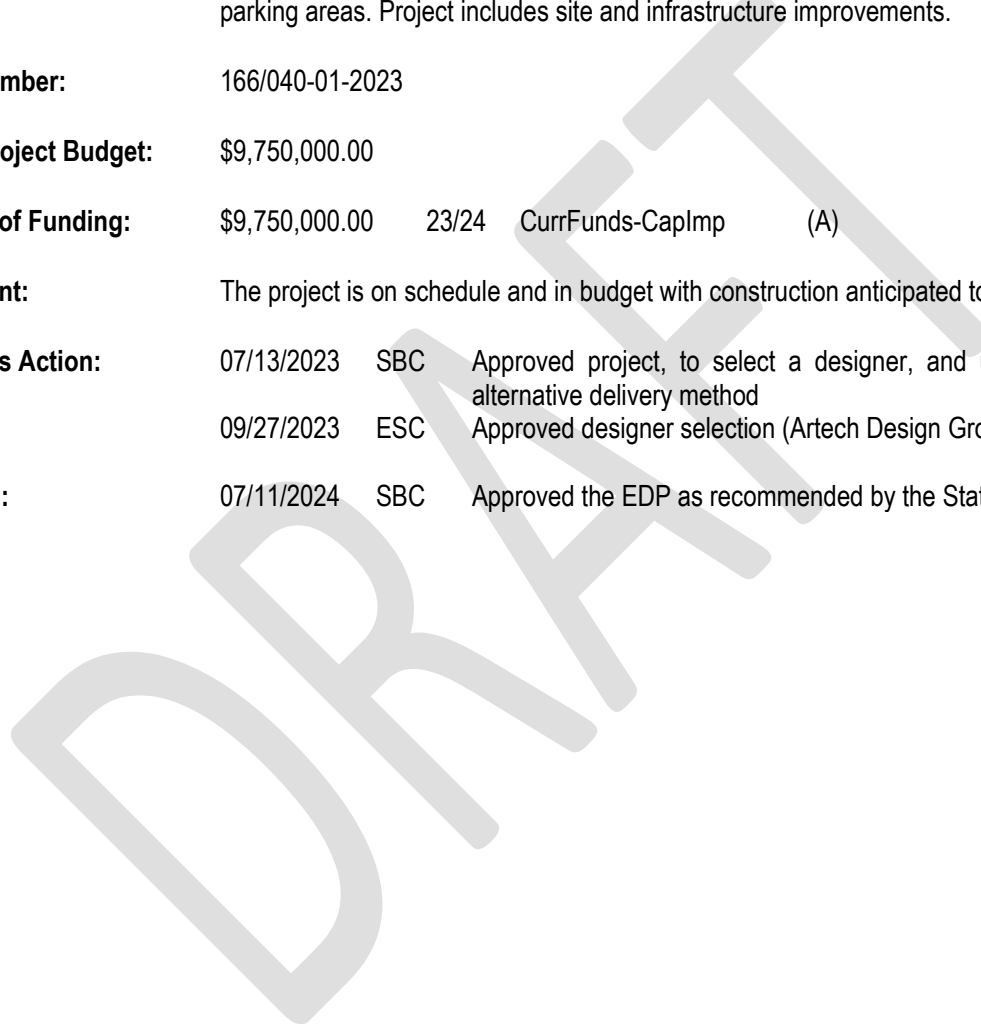 parking areas. Project includes site and infrastructure improvements.
mber: 166/040-01-2023
oject Budget: $9,750,000.00
of Funding: $9,750,000.00 23/24 CurrFunds-CapImp (A)
nt: The project is on schedule and in budget with construction anticipated to
s Action: 07/13/2023 SBC Approved project, to select a designer, and
alternative delivery method
09/27/2023 ESC Approved designer selection (Artech Design Gro
: 07/11/2024 SBC Approved the EDP as recommended by the Stat
DRAFT